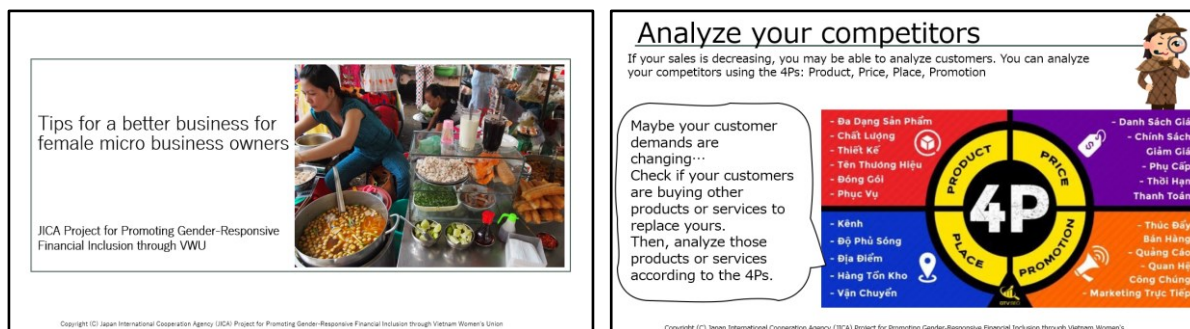 Tips for a better business for
female micro business owners
JICA Project for Promoting Gender-Responsive
Financial Inclusion through VWU
Copyright (C) Japan International Cooperation Agency (JICA) Project for Promoting Gender-Responsive Financial Inclusion through Vietnam Women's Union
Analyze your competitors
If your sales is decreasing, you may be able to analyze customers. You can analyze
your competitors using the 4Ps: Product, Price, Place, Promotion
Maybe your customer
demands are
changing…
Check if your customers
are buying other
products or services to
replace yours.
Then, analyze those
products or services
according to the 4Ps.
- Đa Dạng Sản Phẩm
- Chất Lượng
- Thiết Kế
- Tên Thương Hiệu
- Đóng Gói
- Phục Vụ
- Danh Sách Giá
- Chính Sách
Giảm Giá
- Phụ Cấp
- Thời Hạn
Thanh Toán
PRODUCT
PRICE
4P
PLACE
PROMOTION
- Kênh
- Độ Phủ Sóng
- Địa Điểm
- Hàng Tồn Kho
- Vận Chuyển
- Thúc Đẩy
Bán Hàng
- Quảng Cáo
- Quan Hệ
Công Chúng
- Marketing Trực Tiếp
Copyright (C) Japan International Cooperation Agency (JICA) Project for Promoting Gender-Responsive Financial Inclusion through Vietnam Women's